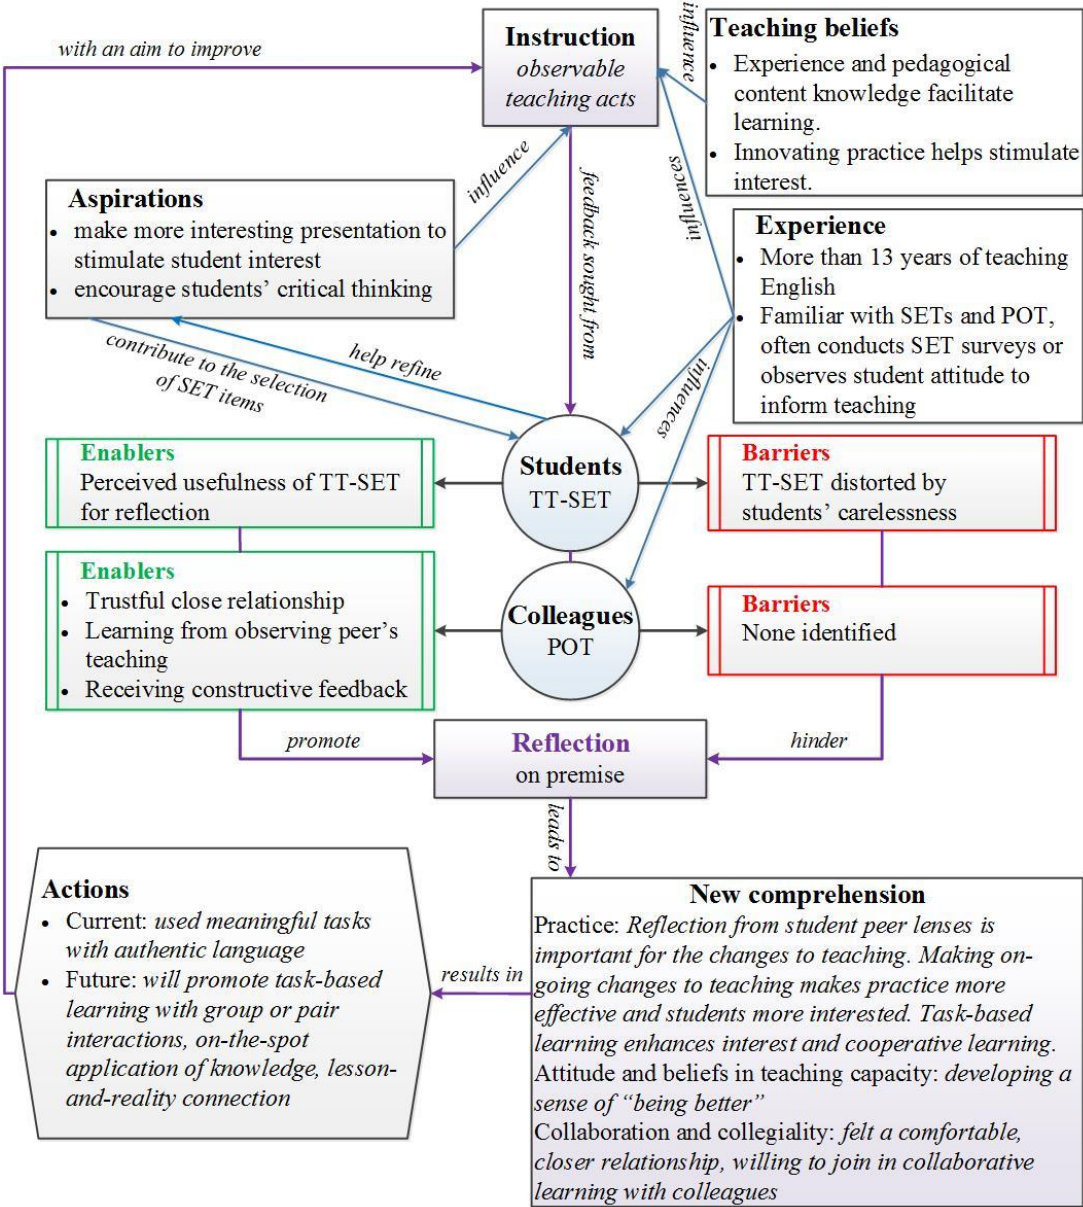 with an aim to improve
Instruction
observable
teaching acts
influence
Teaching beliefs
• Experience and pedagogical
content knowledge facilitate
learning.
• Innovating practice helps stimulate
interest.
influence
influences
feedback sought from
Aspirations
• make more interesting presentation to
stimulate student interest
• encourage students’ critical thinking
Experience
• More than 13 years of teaching
English
• Familiar with SETs and POT,
often conducts SET surveys or
observes student attitude to
inform teaching
contribute to the selection
of SET items
help refine
influences
Enablers
Perceived usefulness of TT-SET
for reflection
Students
TT-SET
Barriers
TT-SET distorted by
students’ carelessness
Enablers
• Trustful close relationship
• Learning from observing peer’s
teaching
• Receiving constructive feedback
Colleagues
POT
Barriers
None identified
promote
Reflection
on premise
hinder
leads to
Actions
• Current: used meaningful tasks
with authentic language
• Future: will promote task-based
learning with group or pair
interactions, on-the-spot
application of knowledge, lesson-
and-reality connection
results in
New comprehension
Practice: Reflection from student peer lenses is
important for the changes to teaching. Making on-
going changes to teaching makes practice more
effective and students more interested. Task-based
learning enhances interest and cooperative learning.
Attitude and beliefs in teaching capacity: developing a
sense of “being better”
Collaboration and collegiality: felt a comfortable,
closer relationship, willing to join in collaborative
learning with colleagues